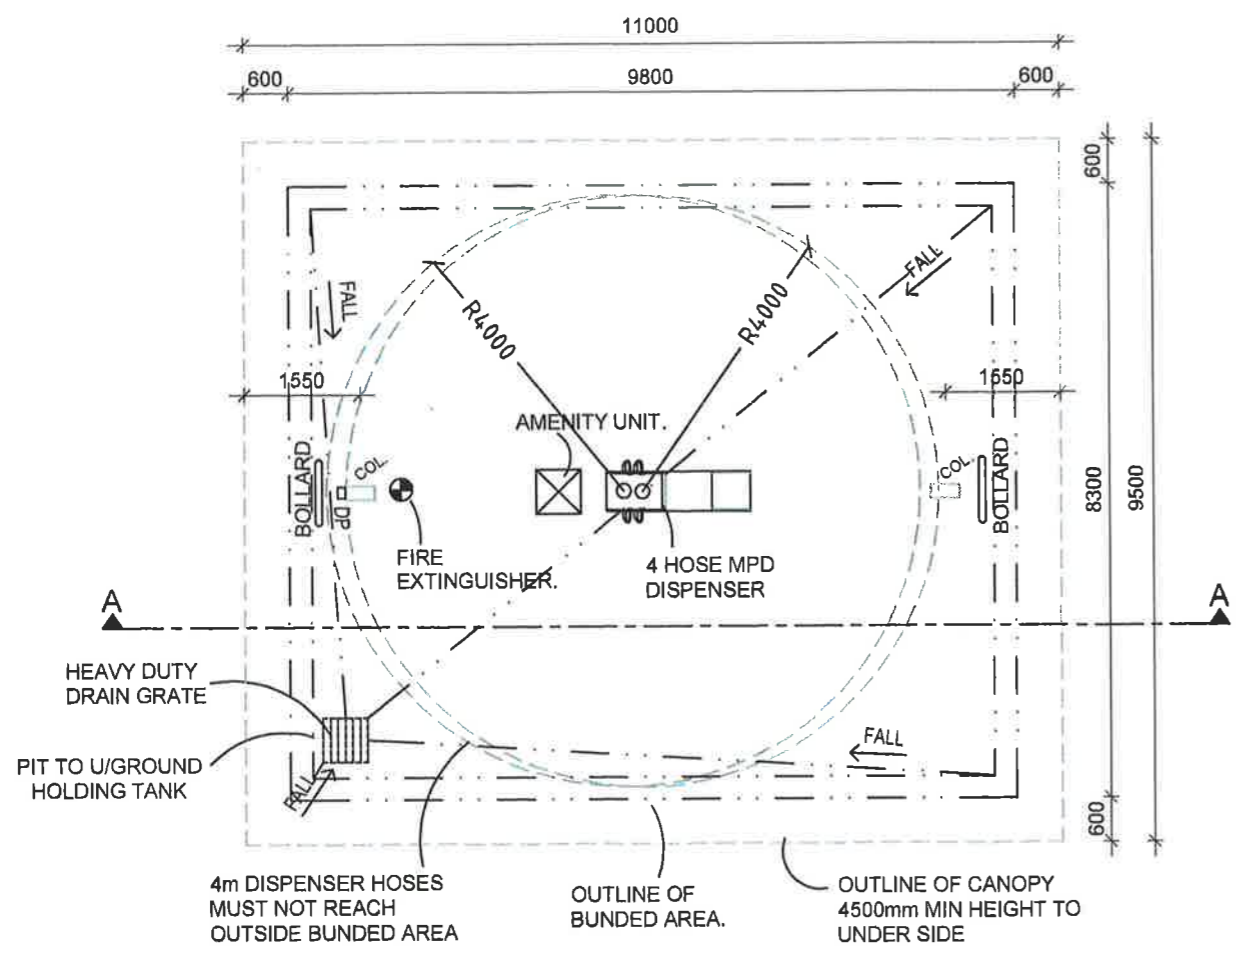 11000
600
9800
600
600
FALL
FALL
R4000
R4000
1550
1550
AMENITY UNIT.
BOLLARD
COL.
DP
COL.
BOLLARD
8300
9500
FIRE
EXTINGUISHER.
4 HOSE MPD
DISPENSER
A
A
HEAVY DUTY
DRAIN GRATE
FALL
PIT TO U/GROUND
HOLDING TANK
FALL
600
4m DISPENSER HOSES
MUST NOT REACH
OUTSIDE BUNDED AREA
OUTLINE OF
BUNDED AREA.
OUTLINE OF CANOPY
4500mm MIN HEIGHT TO
UNDER SIDE